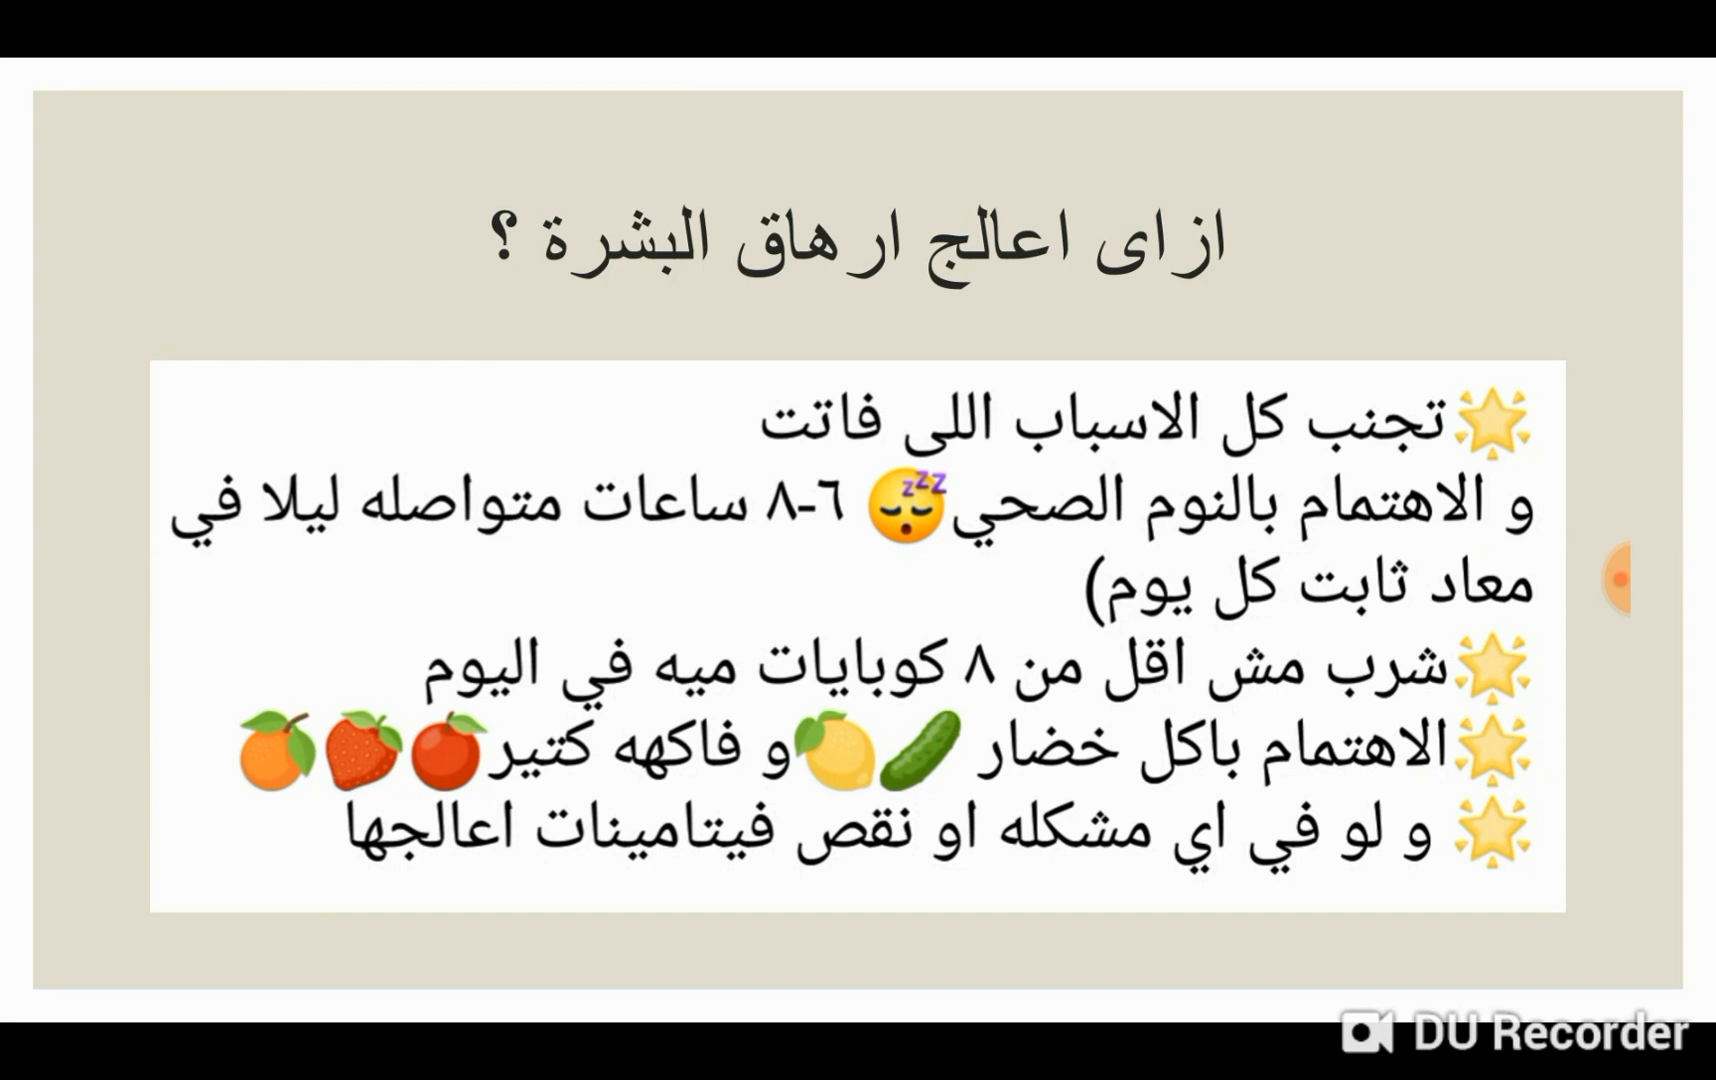 ازاى اعالج ارهاق البشرة ؟
🌟تجنب كل الاسباب اللى فاتت
و الاهتمام بالنوم الصحي😴 ٦-٨ ساعات متواصله ليلا في
معاد ثابت كل يوم)
🌟شرب مش اقل من ٨ كوبايات ميه في اليوم
🌟الاهتمام باكل خضار 🥒🍋و فاكهه كتير🍅🍓🍊
🌟 و لو في اي مشكله او نقص فيتامينات اعالجها
DU Recorder